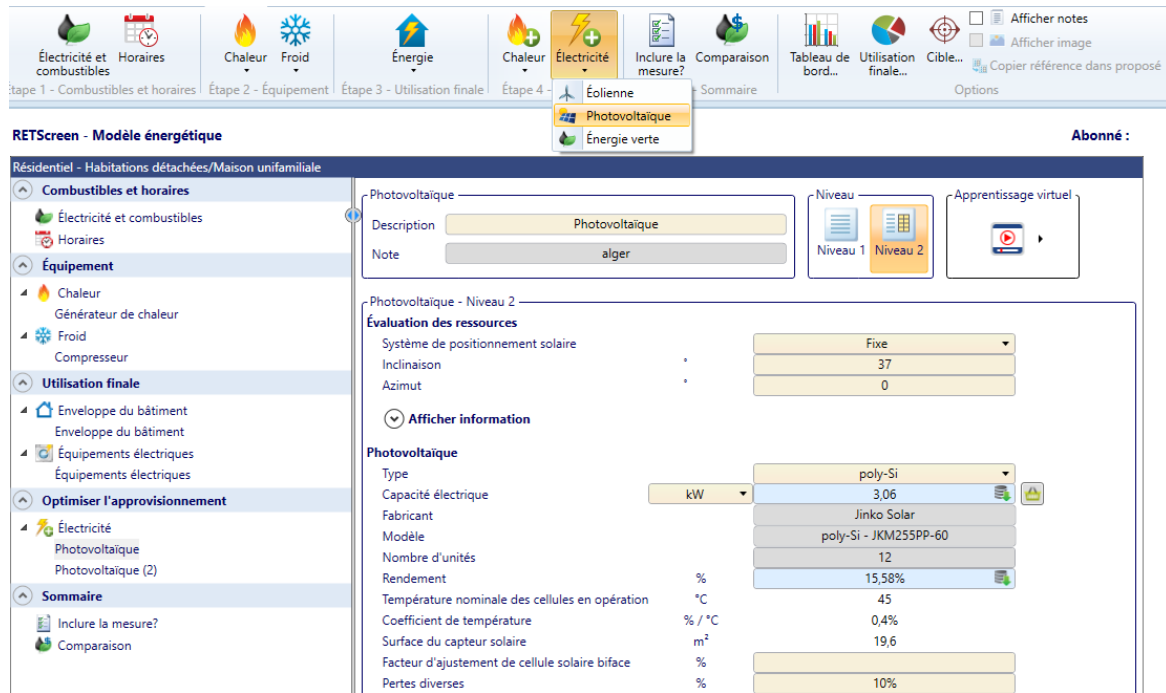 Électricité et combustibles
Horaires
Chaleur
Froid
Énergie
Chaleur
Électricité
Inclure la mesure?
Comparaison
Tableau de bord...
Utilisation finale...
Cible...
Afficher notes
Afficher image
Copier référence dans proposé
tape 1 - Combustibles et horaires
Étape 2 - Équipement
Étape 3 - Utilisation finale
Étape 4 -
Sommaire
Options
Éolienne
Photovoltaïque
Énergie verte
RETScreen - Modèle énergétique
Abonné :
Résidentiel - Habitations détachées/Maison unifamiliale
Combustibles et horaires
Électricité et combustibles
Horaires
Équipement
Chaleur
Générateur de chaleur
Froid
Compresseur
Utilisation finale
Enveloppe du bâtiment
Enveloppe du bâtiment
Équipements électriques
Équipements électriques
Optimiser l'approvisionnement
Électricité
Photovoltaïque
Photovoltaïque (2)
Sommaire
Inclure la mesure?
Comparaison
Photovoltaïque
Description Photovoltaïque
Note alger
Niveau
Niveau 1 Niveau 2
Apprentissage virtuel
Photovoltaïque - Niveau 2
Évaluation des ressources
Système de positionnement solaire Fixe
Inclinaison ° 37
Azimut ° 0
Afficher information
Photovoltaïque
Type poly-Si
Capacité électrique kW 3,06
Fabricant Jinko Solar
Modèle poly-Si - JKM255PP-60
Nombre d'unités 12
Rendement % 15,58%
Température nominale des cellules en opération °C 45
Coefficient de température % / °C 0,4%
Surface du capteur solaire m² 19,6
Facteur d'ajustement de cellule solaire biface %
Pertes diverses % 10%